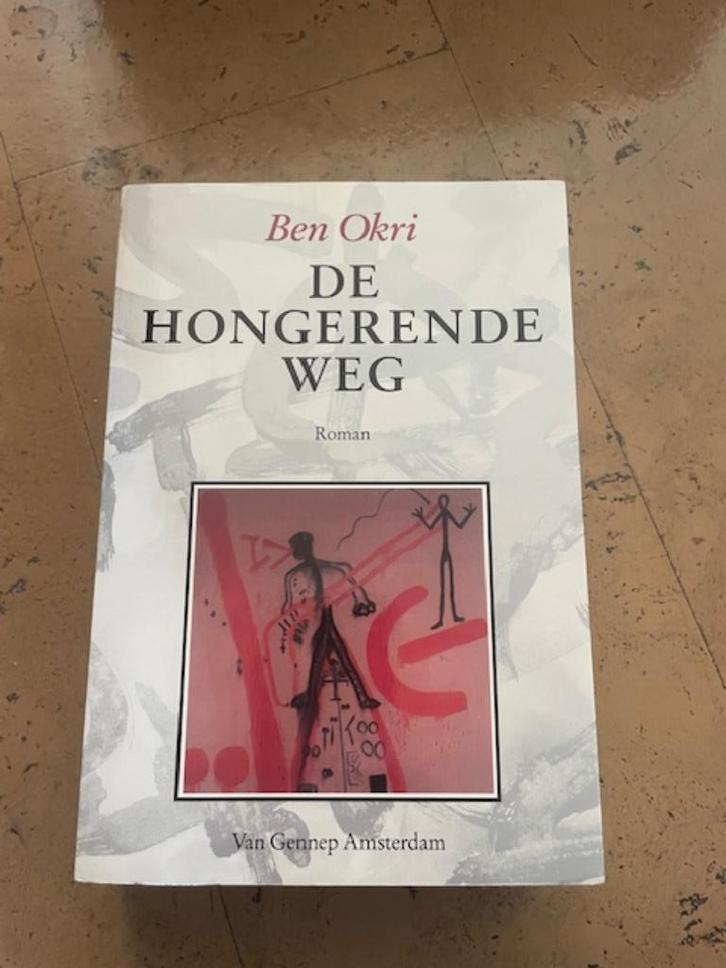 Ben Okri
DE
HONGERENDE
WEG
Roman
Van Gennep Amsterdam